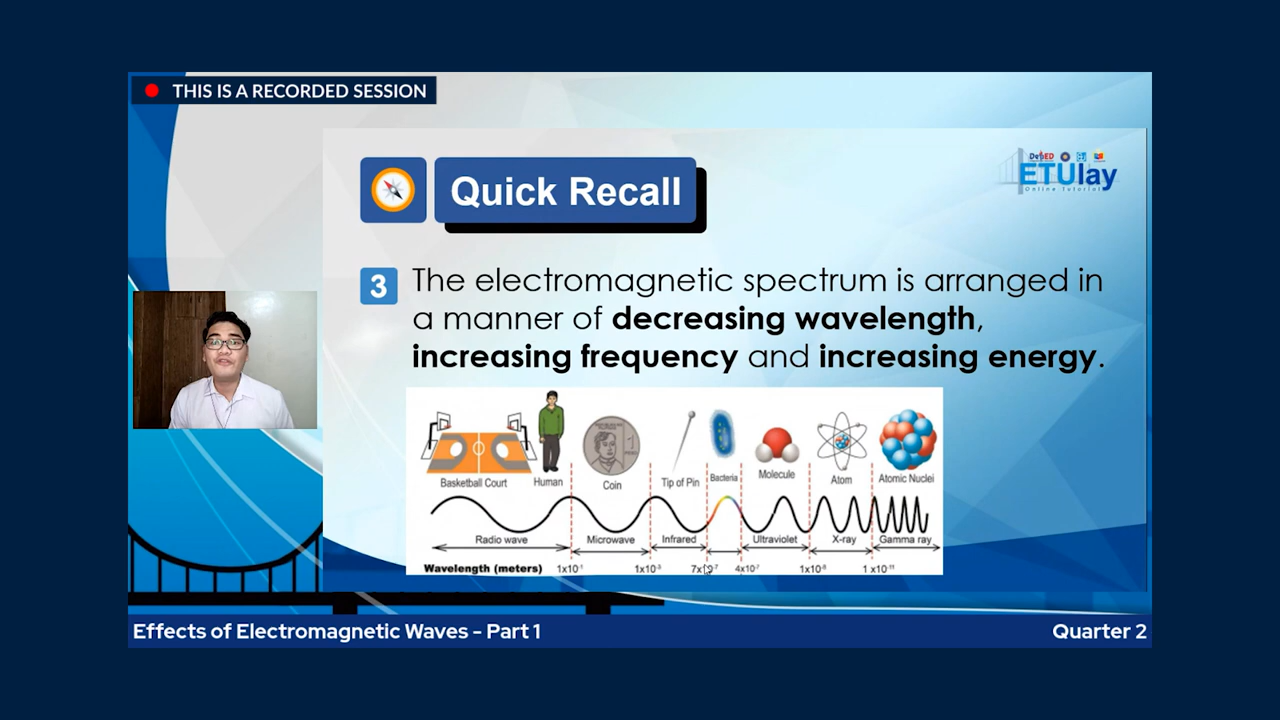 THIS IS A RECORDED SESSION
DepED
ETUlay
Online Tutorial
Quick Recall
3 The electromagnetic spectrum is arranged in
a manner of decreasing wavelength,
increasing frequency and increasing energy.
Basketball Court Human Coin Tip of Pin Bacteria Molecule Atom Atomic Nuclei
Radio wave Microwave Infrared Ultraviolet X-ray Gamma ray
Wavelength (meters) 1x10⁻¹ 1x10⁻³ 4x10⁻⁷ 1x10⁻⁸ 1 x10⁻¹¹
Effects of Electromagnetic Waves - Part 1
Quarter 2